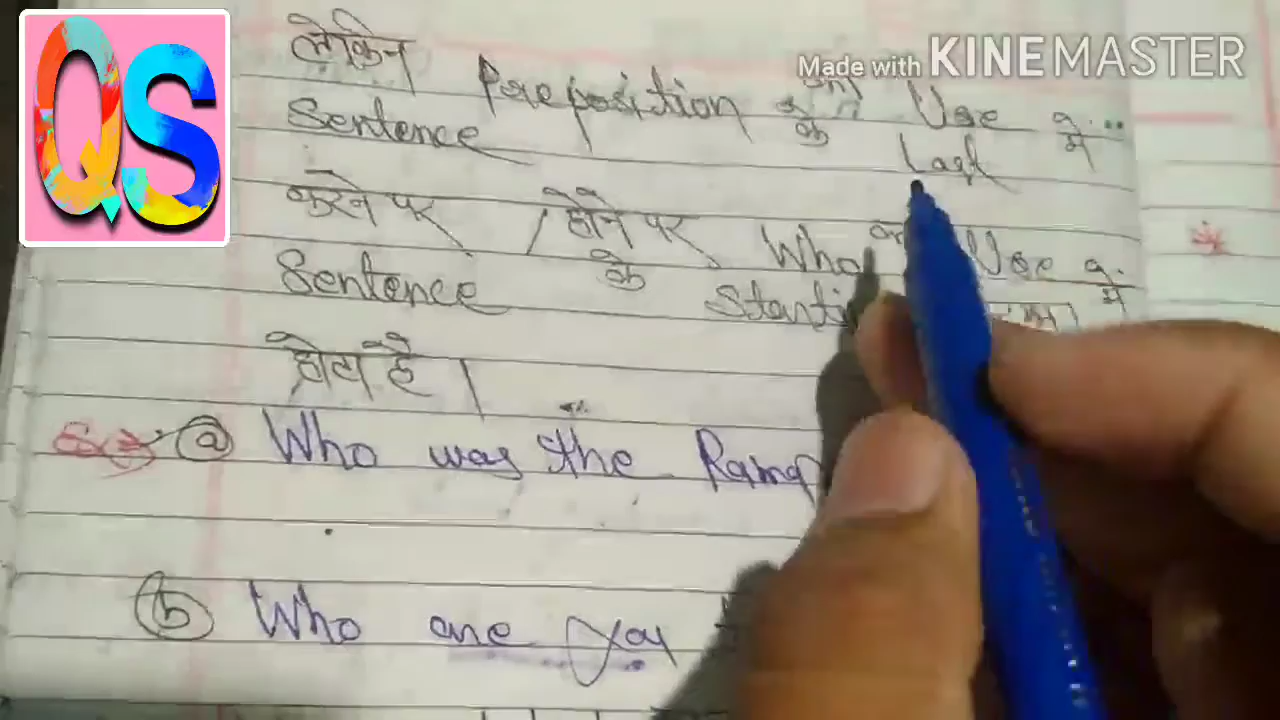 QS
Made with KINEMASTER
लेकिन Preposition का Use
Sentence के Last में
करने पर / होने पर Who का Use
Sentence के Starting में
होता है ।
(a) Who was the
(b) Who are you